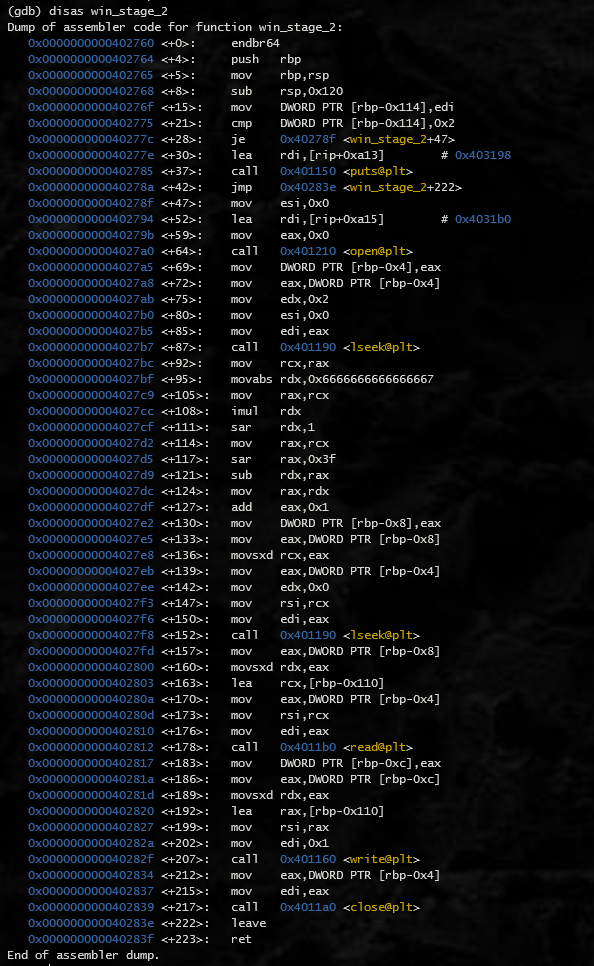 (gdb) disas win_stage_2
Dump of assembler code for function win_stage_2:
   0x0000000000402760 <+0>:     endbr64
   0x0000000000402764 <+4>:     push   rbp
   0x0000000000402765 <+5>:     mov    rbp,rsp
   0x0000000000402768 <+8>:     sub    rsp,0x120
   0x000000000040276f <+15>:    mov    DWORD PTR [rbp-0x114],edi
   0x0000000000402775 <+21>:    cmp    DWORD PTR [rbp-0x114],0x2
   0x000000000040277c <+28>:    je     0x40278f <win_stage_2+47>
   0x000000000040277e <+30>:    lea    rdi,[rip+0xa13]        # 0x403198
   0x0000000000402785 <+37>:    call   0x401150 <puts@plt>
   0x000000000040278a <+42>:    jmp    0x40283e <win_stage_2+222>
   0x000000000040278f <+47>:    mov    esi,0x0
   0x0000000000402794 <+52>:    lea    rdi,[rip+0xa15]        # 0x4031b0
   0x000000000040279b <+59>:    mov    eax,0x0
   0x00000000004027a0 <+64>:    call   0x401210 <open@plt>
   0x00000000004027a5 <+69>:    mov    DWORD PTR [rbp-0x4],eax
   0x00000000004027a8 <+72>:    mov    eax,DWORD PTR [rbp-0x4]
   0x00000000004027ab <+75>:    mov    edx,0x2
   0x00000000004027b0 <+80>:    mov    esi,0x0
   0x00000000004027b5 <+85>:    mov    edi,eax
   0x00000000004027b7 <+87>:    call   0x401190 <lseek@plt>
   0x00000000004027bc <+92>:    mov    rcx,rax
   0x00000000004027bf <+95>:    movabs rdx,0x6666666666666667
   0x00000000004027c9 <+105>:   mov    rax,rcx
   0x00000000004027cc <+108>:   imul   rdx
   0x00000000004027cf <+111>:   sar    rdx,1
   0x00000000004027d2 <+114>:   mov    rax,rcx
   0x00000000004027d5 <+117>:   sar    rax,0x3f
   0x00000000004027d9 <+121>:   sub    rdx,rax
   0x00000000004027dc <+124>:   mov    rax,rdx
   0x00000000004027df <+127>:   add    eax,0x1
   0x00000000004027e2 <+130>:   mov    DWORD PTR [rbp-0x8],eax
   0x00000000004027e5 <+133>:   mov    eax,DWORD PTR [rbp-0x8]
   0x00000000004027e8 <+136>:   movsxd rcx,eax
   0x00000000004027eb <+139>:   mov    eax,DWORD PTR [rbp-0x4]
   0x00000000004027ee <+142>:   mov    edx,0x0
   0x00000000004027f3 <+147>:   mov    rsi,rcx
   0x00000000004027f6 <+150>:   mov    edi,eax
   0x00000000004027f8 <+152>:   call   0x401190 <lseek@plt>
   0x00000000004027fd <+157>:   mov    eax,DWORD PTR [rbp-0x8]
   0x0000000000402800 <+160>:   movsxd rdx,eax
   0x0000000000402803 <+163>:   lea    rcx,[rbp-0x110]
   0x000000000040280a <+170>:   mov    eax,DWORD PTR [rbp-0x4]
   0x000000000040280d <+173>:   mov    rsi,rcx
   0x0000000000402810 <+176>:   mov    edi,eax
   0x0000000000402812 <+178>:   call   0x4011b0 <read@plt>
   0x0000000000402817 <+183>:   mov    DWORD PTR [rbp-0xc],eax
   0x000000000040281a <+186>:   mov    eax,DWORD PTR [rbp-0xc]
   0x000000000040281d <+189>:   movsxd rdx,eax
   0x0000000000402820 <+192>:   lea    rax,[rbp-0x110]
   0x0000000000402827 <+199>:   mov    rsi,rax
   0x000000000040282a <+202>:   mov    edi,0x1
   0x000000000040282f <+207>:   call   0x401160 <write@plt>
   0x0000000000402834 <+212>:   mov    eax,DWORD PTR [rbp-0x4]
   0x0000000000402837 <+215>:   mov    edi,eax
   0x0000000000402839 <+217>:   call   0x4011a0 <close@plt>
   0x000000000040283e <+222>:   leave
   0x000000000040283f <+223>:   ret
End of assembler dump.